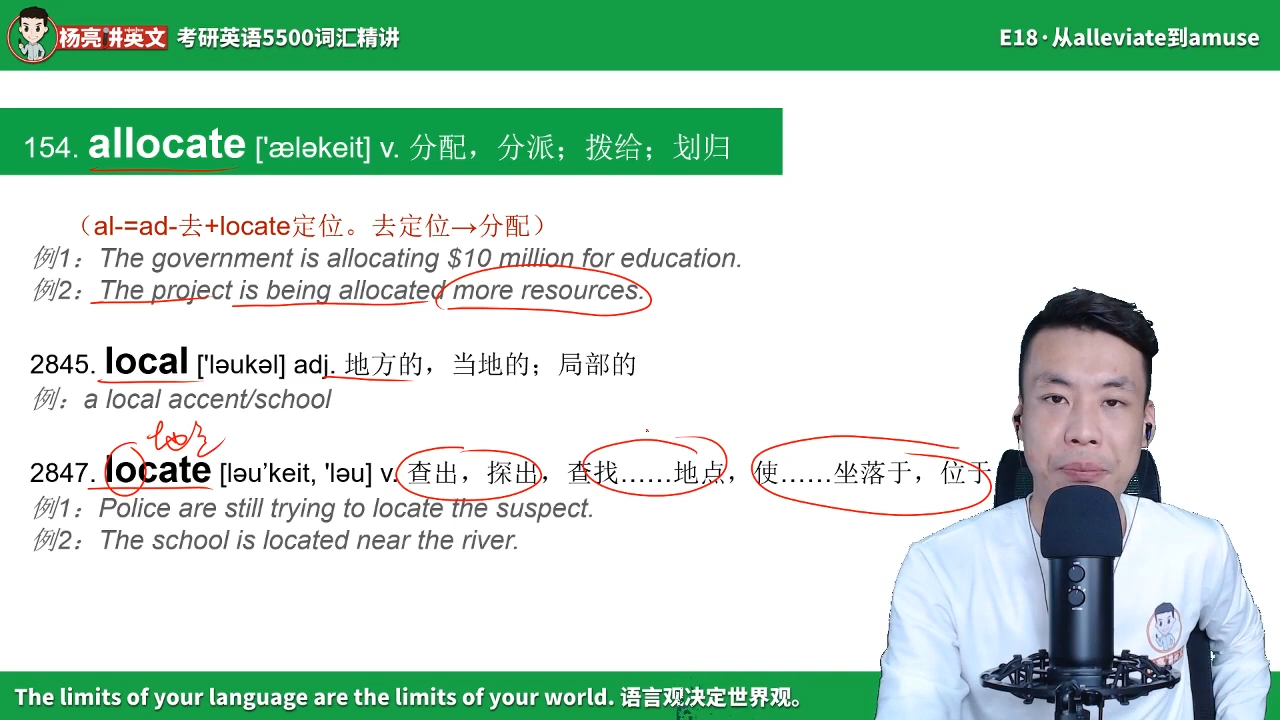 杨亮讲英文 考研英语5500词汇精讲
E18·从alleviate到amuse
154. allocate ['æləkeit] v. 分配，分派；拨给；划归
（al-=ad-去+locate定位。去定位→分配）
例1：The government is allocating $10 million for education.
例2：The project is being allocated more resources.
2845. local ['ləukəl] adj. 地方的，当地的；局部的
例：a local accent/school
地点
2847. locate [ləu’keit, 'ləu] v. 查出，探出，查找……地点，使……坐落于，位于
例1：Police are still trying to locate the suspect.
例2：The school is located near the river.
The limits of your language are the limits of your world. 语言观决定世界观。